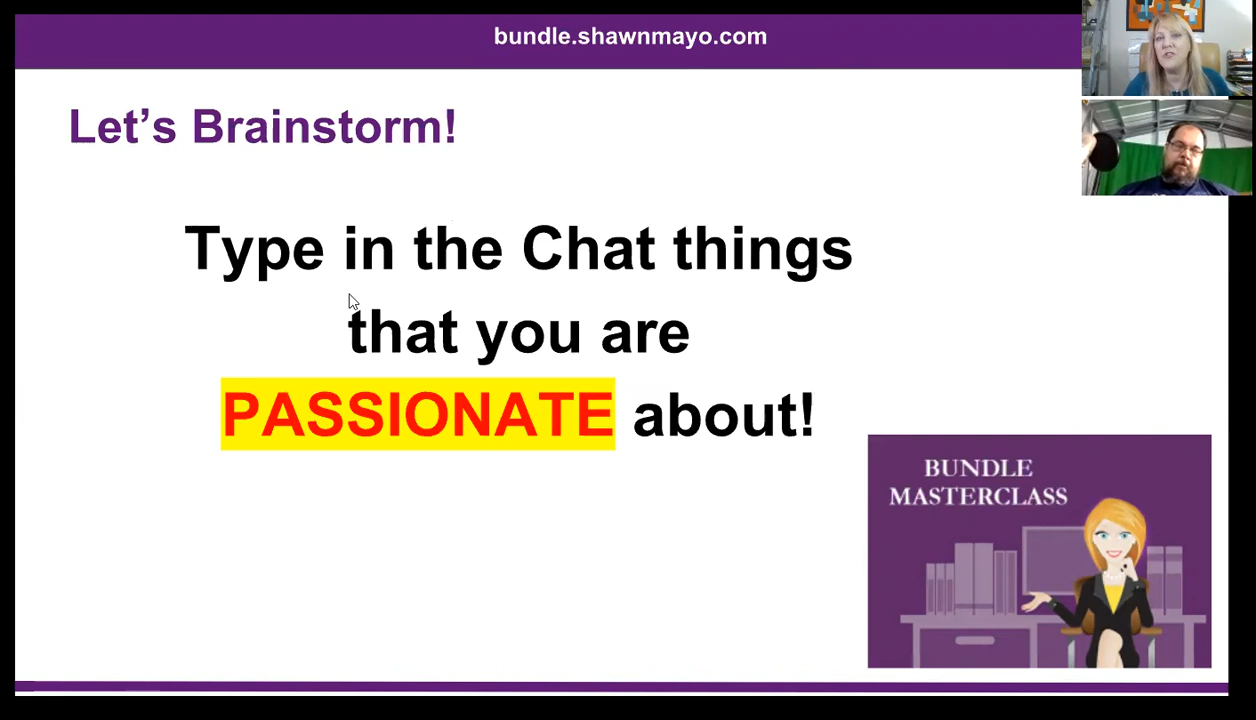 bundle.shawnmayo.com
Let's Brainstorm!
Type in the Chat things
that you are
PASSIONATE about!
BUNDLE
MASTERCLASS